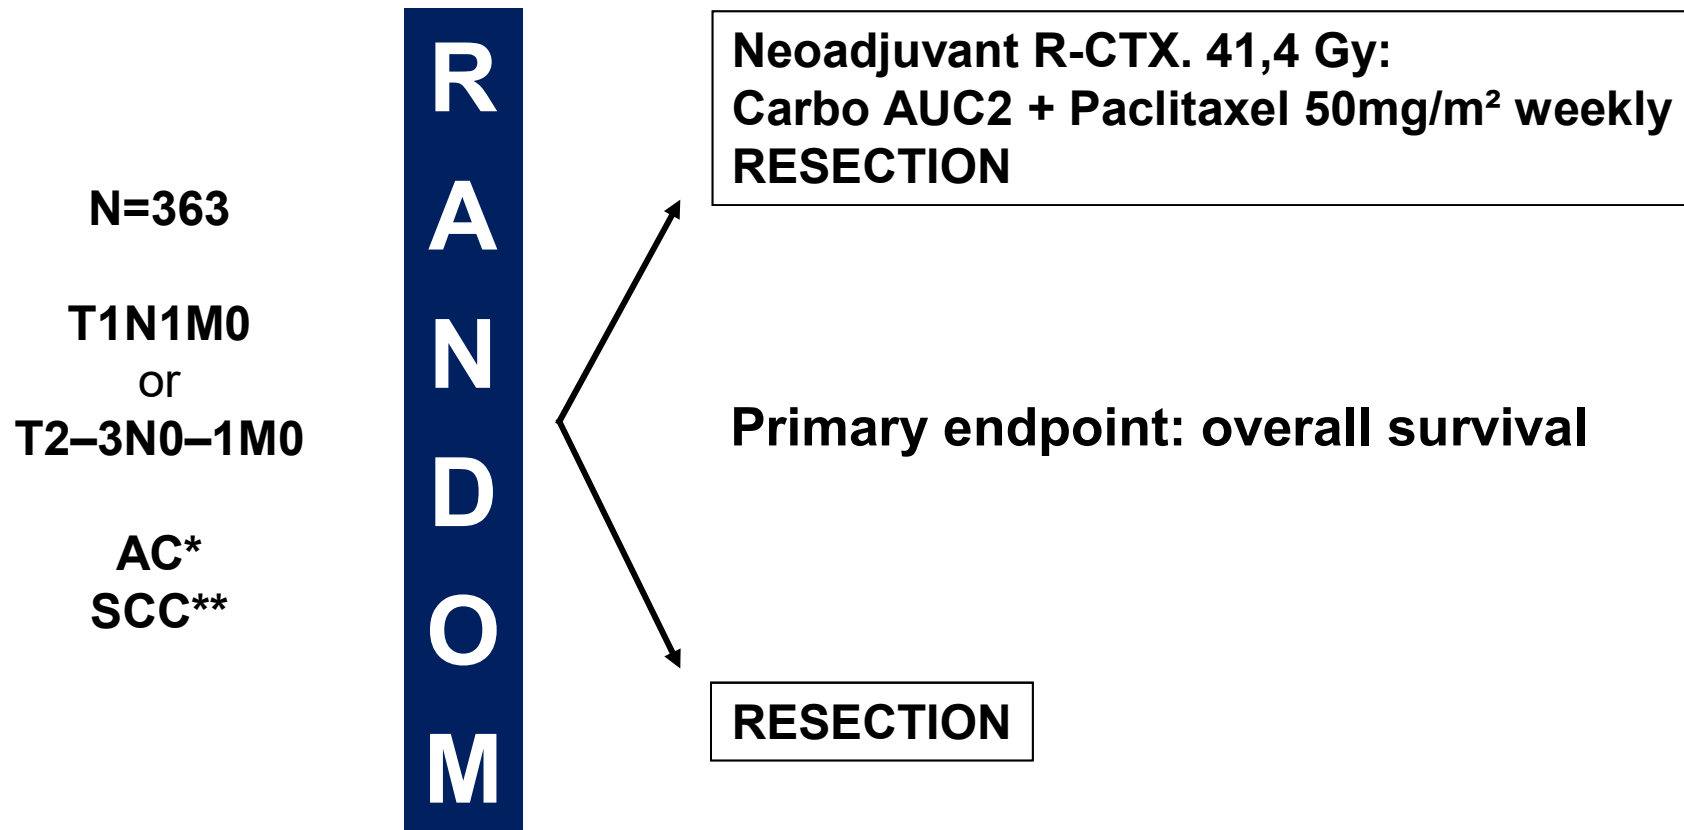 N=363
T1N1M0
or
T2–3N0–1M0
AC*
SCC**
R
A
N
D
O
M
Neoadjuvant R-CTX. 41,4 Gy:
Carbo AUC2 + Paclitaxel 50mg/m² weekly
RESECTION
Primary endpoint: overall survival
RESECTION